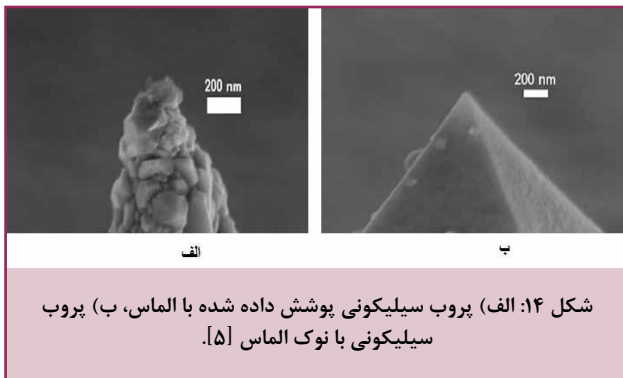 200 nm
200 nm
الف
ب
شکل ۱۴: الف) پروب سیلیکونی پوشش داده شده با الماس، ب) پروب
سیلیکونی با نوک الماس [۵].